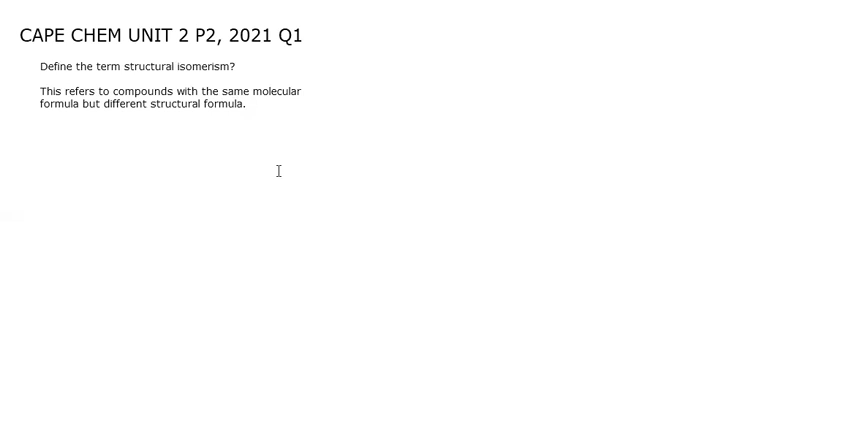 CAPE CHEM UNIT 2 P2, 2021 Q1
Define the term structural isomerism?
This refers to compounds with the same molecular
formula but different structural formula.